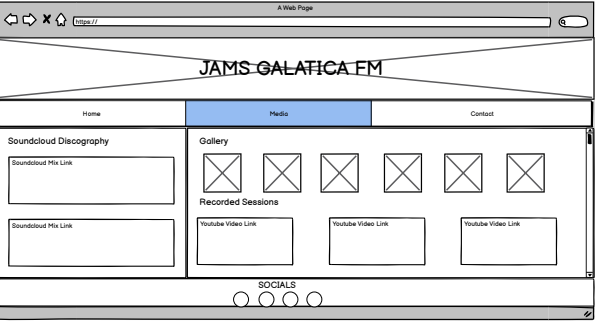 A Web Page
https://
JAMS GALATICA FM
Home
Media
Contact
Soundcloud Discography
Soundcloud Mix Link
Soundcloud Mix Link
Gallery
Recorded Sessions
Youtube Video Link
Youtube Video Link
Youtube Video Link
SOCIALS